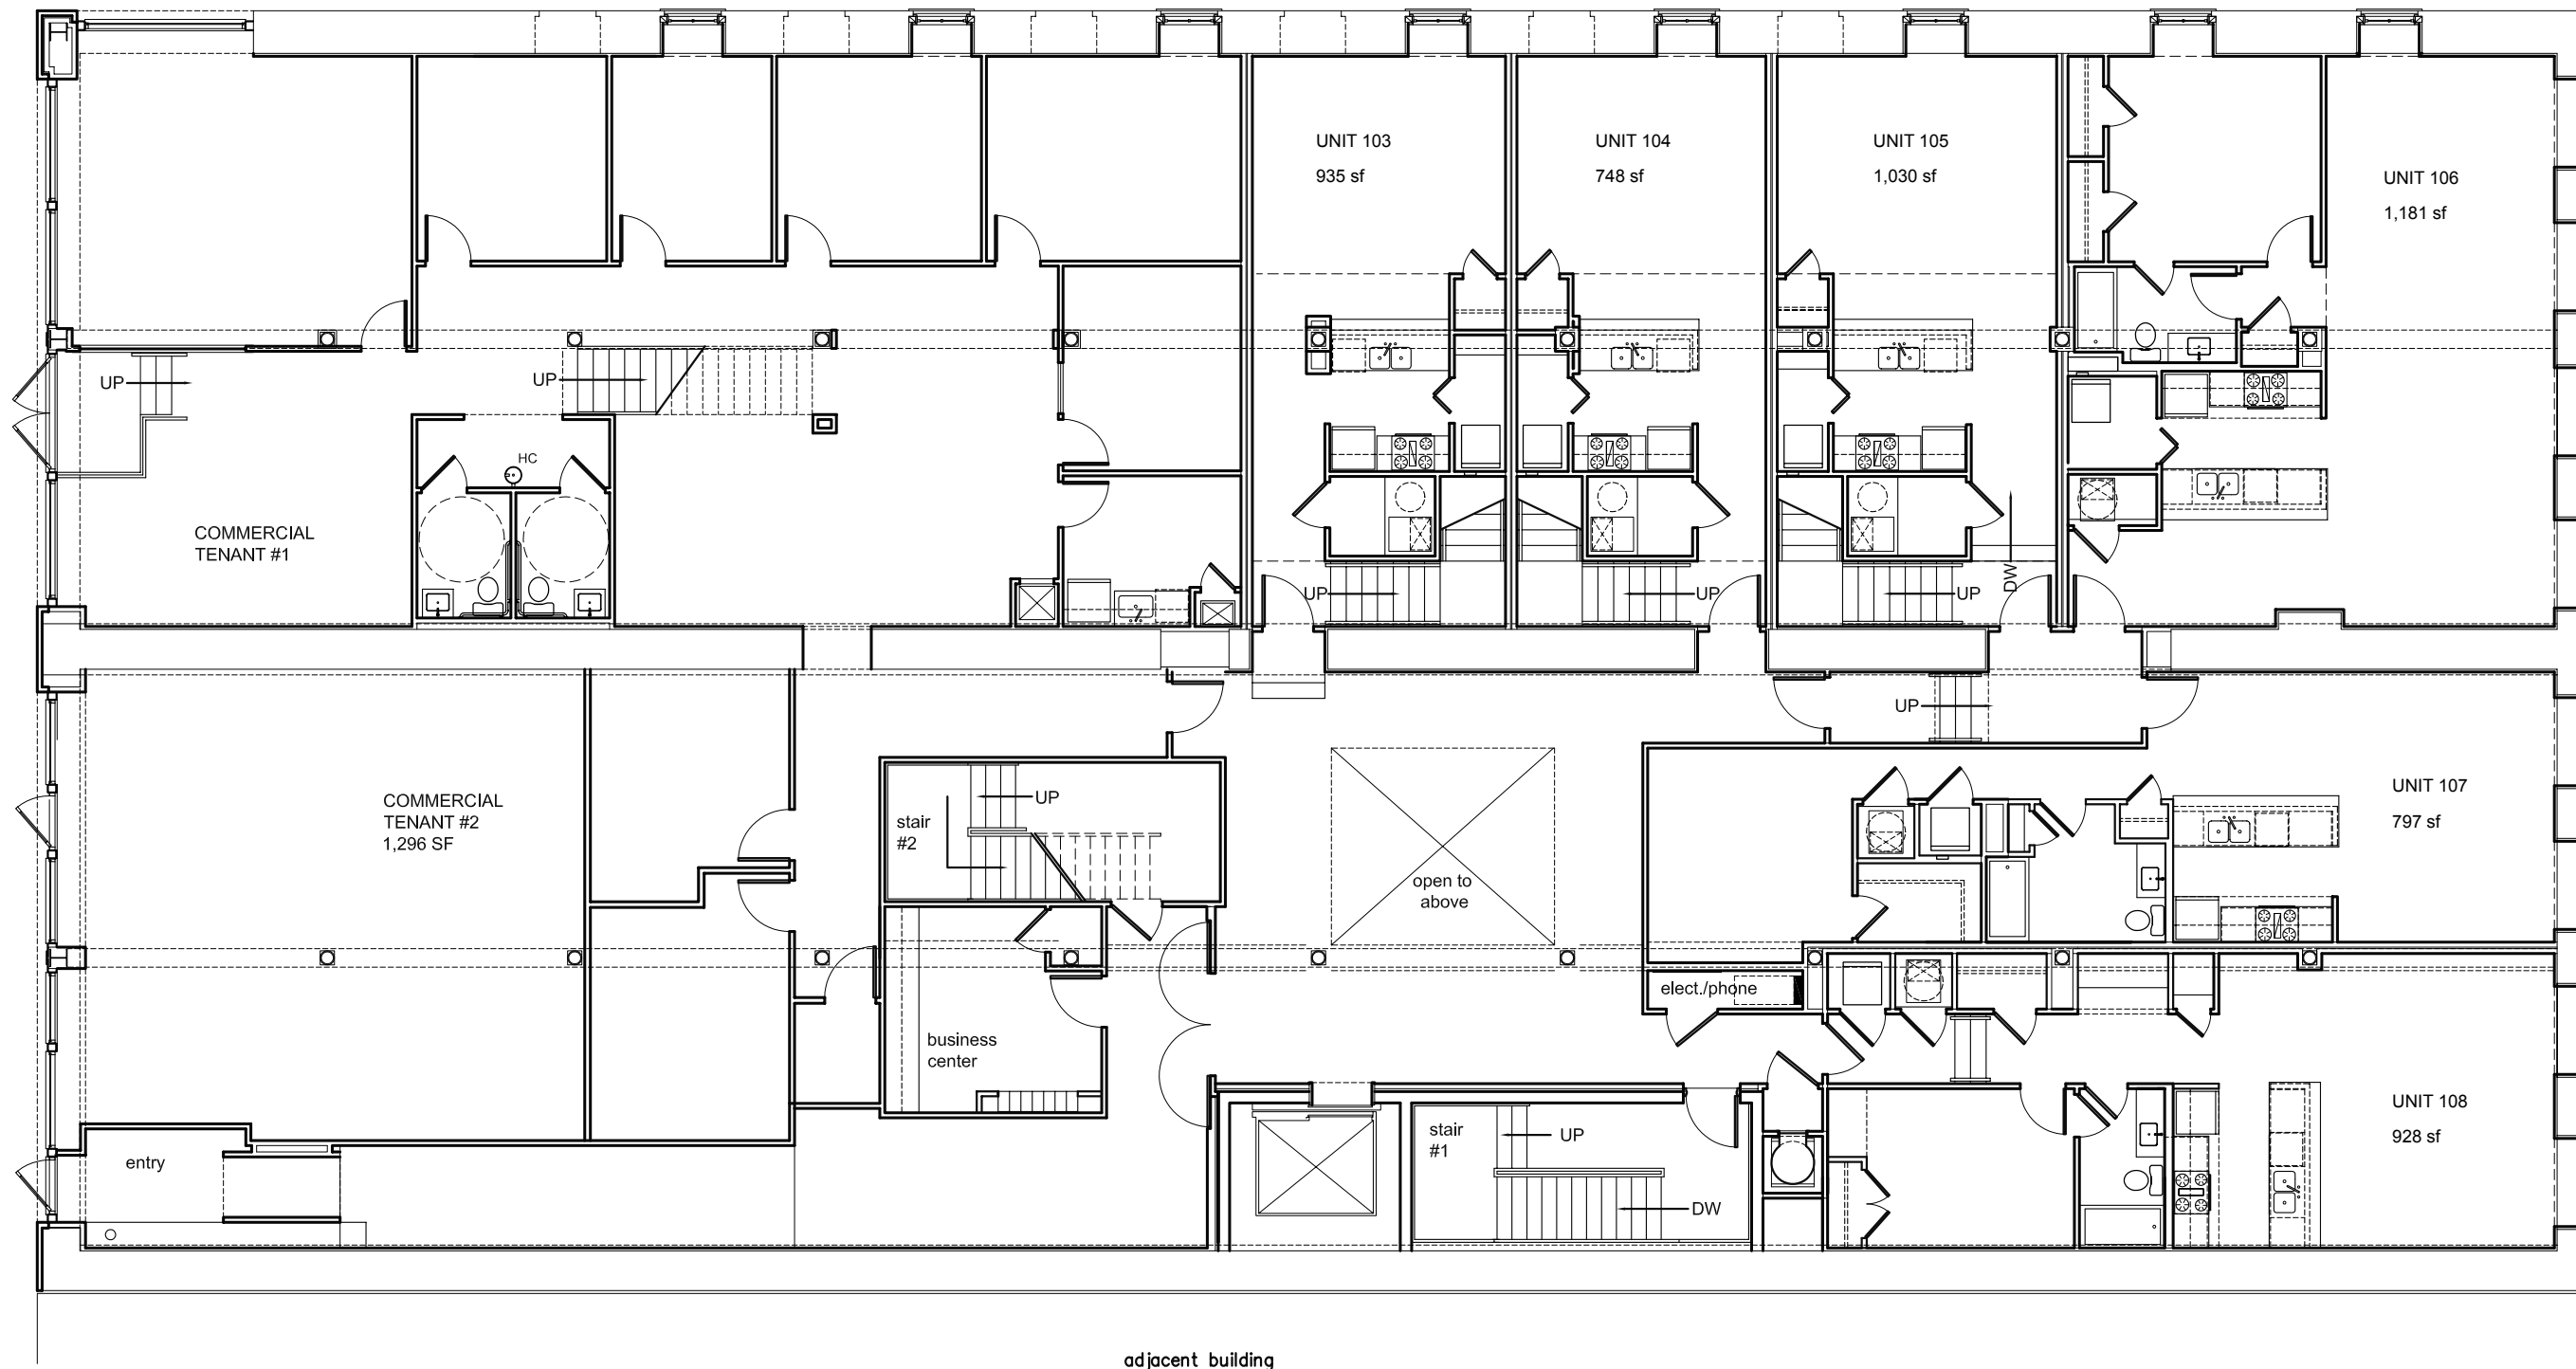 UNIT 103
935 sf
UNIT 104
748 sf
UNIT 105
1,030 sf
UNIT 106
1,181 sf
UP
UP
HC
COMMERCIAL
TENANT #1
UP
UP
UP
DW
UP
COMMERCIAL
TENANT #2
1,296 SF
UP
stair
#2
open to
above
UNIT 107
797 sf
elect./phone
business
center
entry
stair
#1
UP
DW
UNIT 108
928 sf
adjacent building